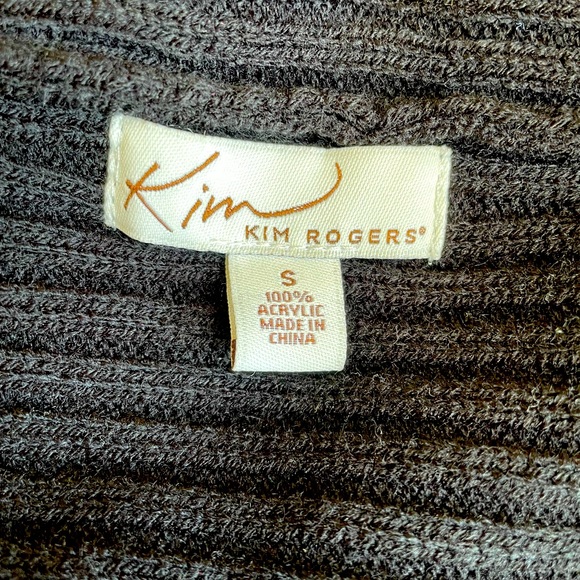 Kim
KIM ROGERS®
S
100%
ACRYLIC
MADE IN
CHINA